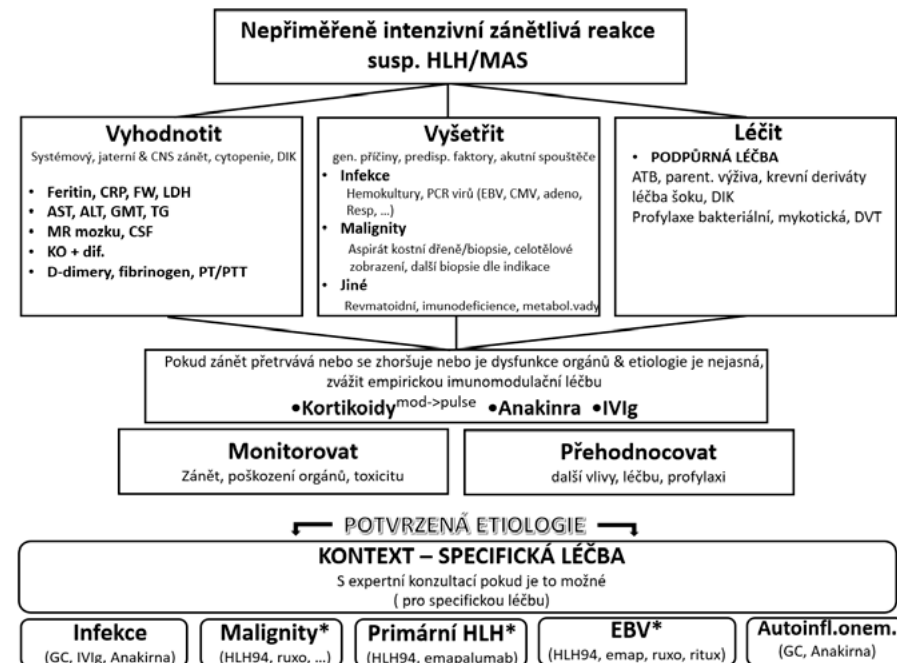 Nepřiměřeně intenzivní zánětlivá reakce
susp. HLH/MAS
Vyhodnotit
Systémový, jaterní & CNS zánět, cytopenie, DIK
• Feritin, CRP, FW, LDH
• AST, ALT, GMT, TG
• MR mozku, CSF
• KO + dif.
• D-dimery, fibrinogen, PT/PTT
Vyšetřit
gen. příčiny, predisp. faktory, akutní spouštěče
• Infekce
Hemokultury, PCR virů (EBV, CMV, adeno,
Resp, ...)
• Malignity
Aspirát kostní dřeně/biopsie, celotělové
zobrazení, další biopsie dle indikace
• Jiné
Revmatoidní, imunodeficience, metabol.vady
Léčit
• PODPŮRNÁ LÉČBA
ATB, parent. výživa, krevní deriváty
léčba šoku, DIK
Profylaxe bakteriální, mykotická, DVT
Pokud zánět přetrvává nebo se zhoršuje nebo je dysfunkce orgánů & etiologie je nejasná,
zvážit empirickou imunomodulační léčbu
•Kortikoidy mod->pulse •Anakinra •IVIg
Monitorovat
Zánět, poškození orgánů, toxicitu
Přehodnocovat
další vlivy, léčbu, profylaxi
POTVRZENÁ ETIOLOGIE
KONTEXT – SPECIFICKÁ LÉČBA
S expertní konzultací pokud je to možné
( pro specifickou léčbu)
Infekce
(GC, IVIg, Anakirna)
Malignity*
(HLH94, ruxo, ...)
Primární HLH*
(HLH94, emapalumab)
EBV*
(HLH94, emap, ruxo, ritux)
Autoinfl.onem.
(GC, Anakirna)